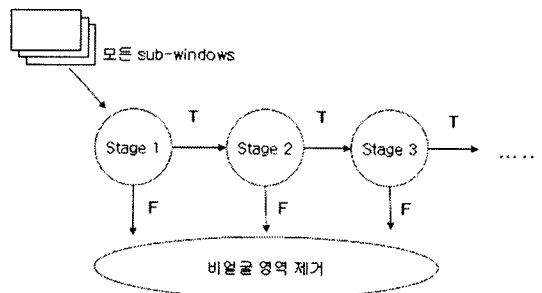 모든 sub-windows
T
T
T
Stage 1
Stage 2
Stage 3
.....
F
F
F
비얼굴 영역 제거